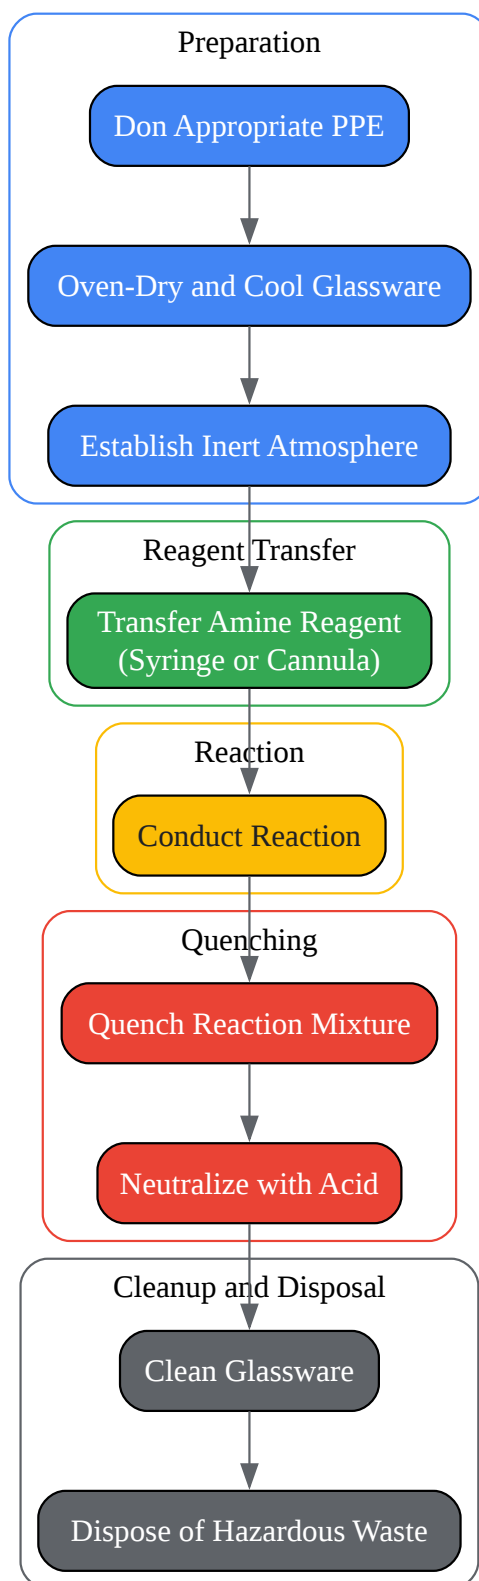 Preparation
Don Appropriate PPE
Oven-Dry and Cool Glassware
Establish Inert Atmosphere
Reagent Transfer
Transfer Amine Reagent
(Syringe or Cannula)
Reaction
Conduct Reaction
Quenching
Quench Reaction Mixture
Neutralize with Acid
Cleanup and Disposal
Clean Glassware
Dispose of Hazardous Waste